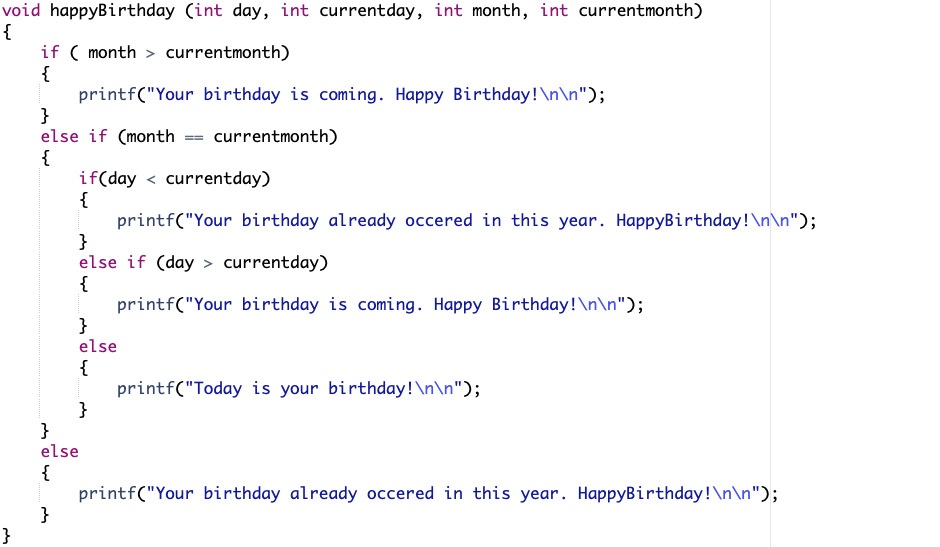 void happyBirthday (int day, int currentday, int month, int currentmonth)
{
    if ( month > currentmonth)
    {
        printf("Your birthday is coming. Happy Birthday!\n\n");
    }
    else if (month == currentmonth)
    {
        if(day < currentday)
        {
            printf("Your birthday already occered in this year. HappyBirthday!\n\n");
        }
        else if (day > currentday)
        {
            printf("Your birthday is coming. Happy Birthday!\n\n");
        }
        else
        {
            printf("Today is your birthday!\n\n");
        }
    }
    else
    {
        printf("Your birthday already occered in this year. HappyBirthday!\n\n");
    }
}